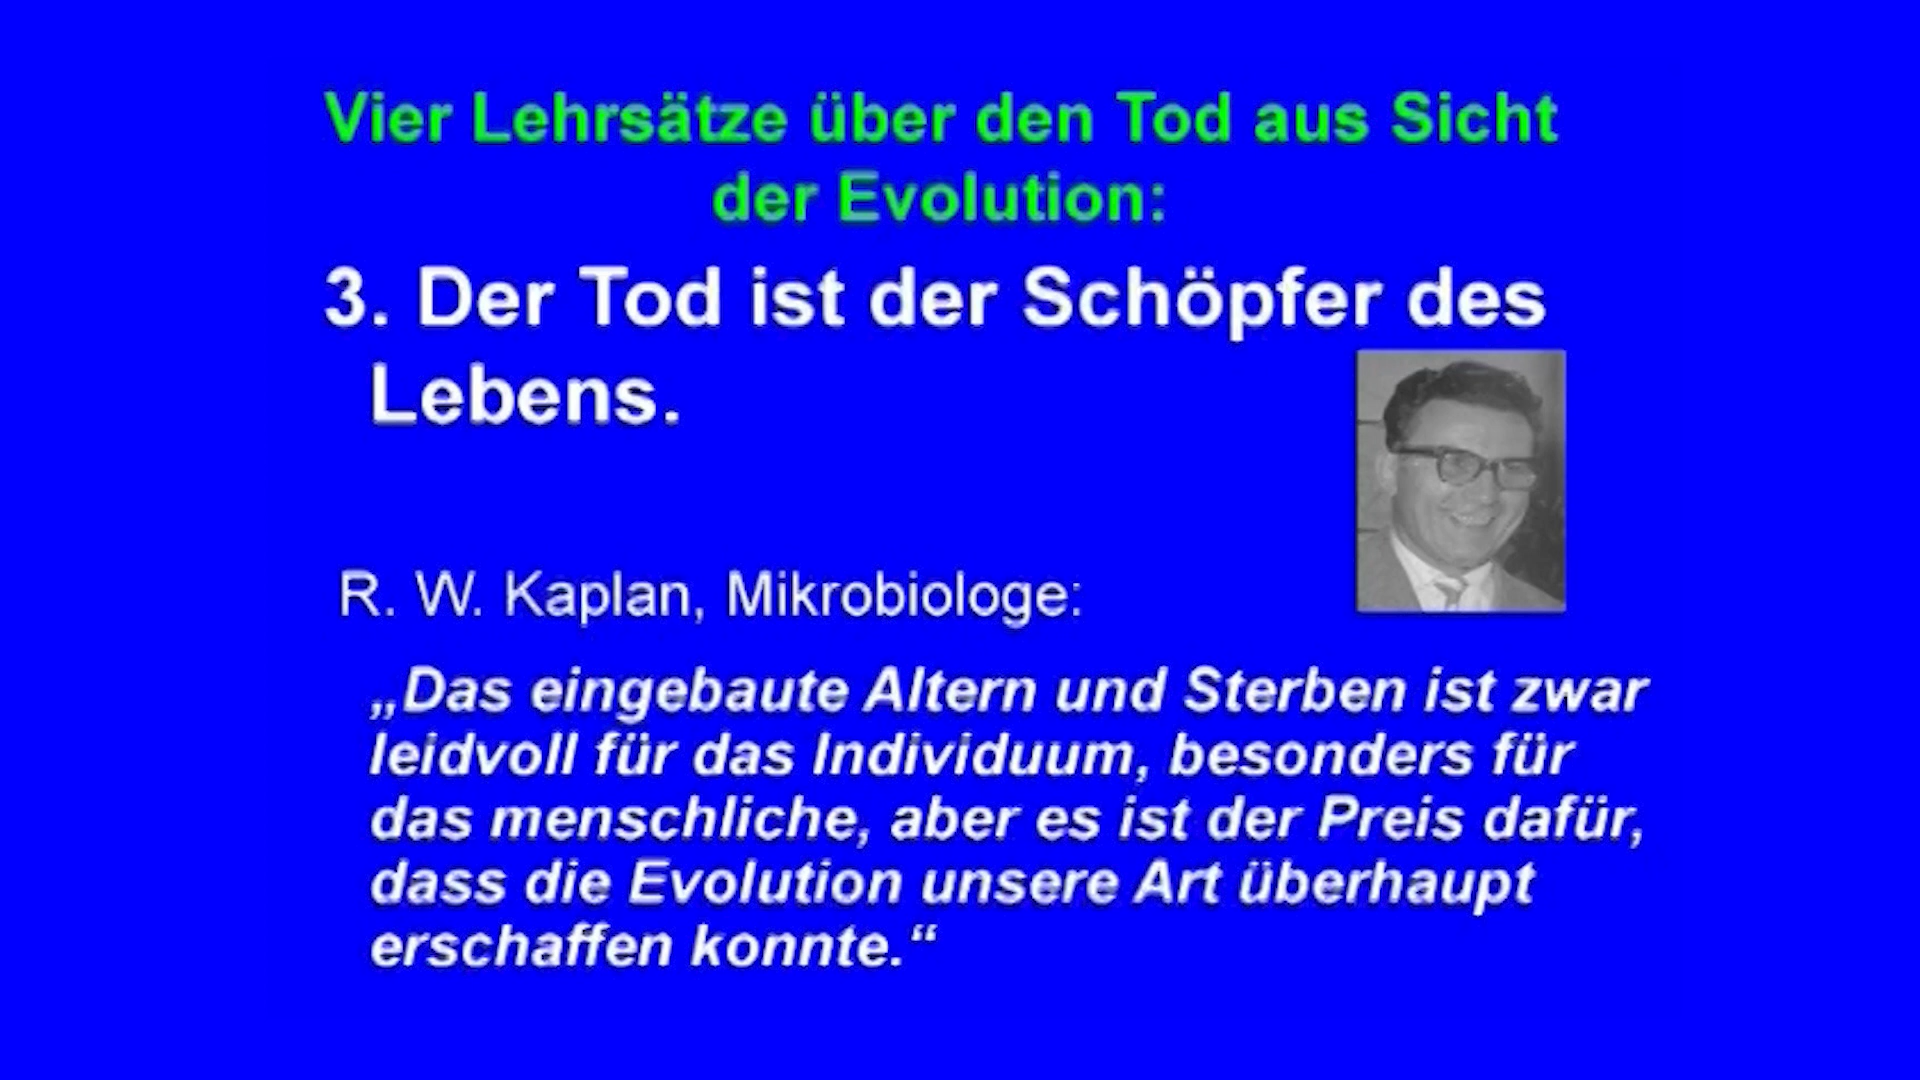 Vier Lehrsätze über den Tod aus Sicht
der Evolution:
3. Der Tod ist der Schöpfer des
Lebens.
R. W. Kaplan, Mikrobiologe:
„Das eingebaute Altern und Sterben ist zwar
leidvoll für das Individuum, besonders für
das menschliche, aber es ist der Preis dafür,
dass die Evolution unsere Art überhaupt
erschaffen konnte.“